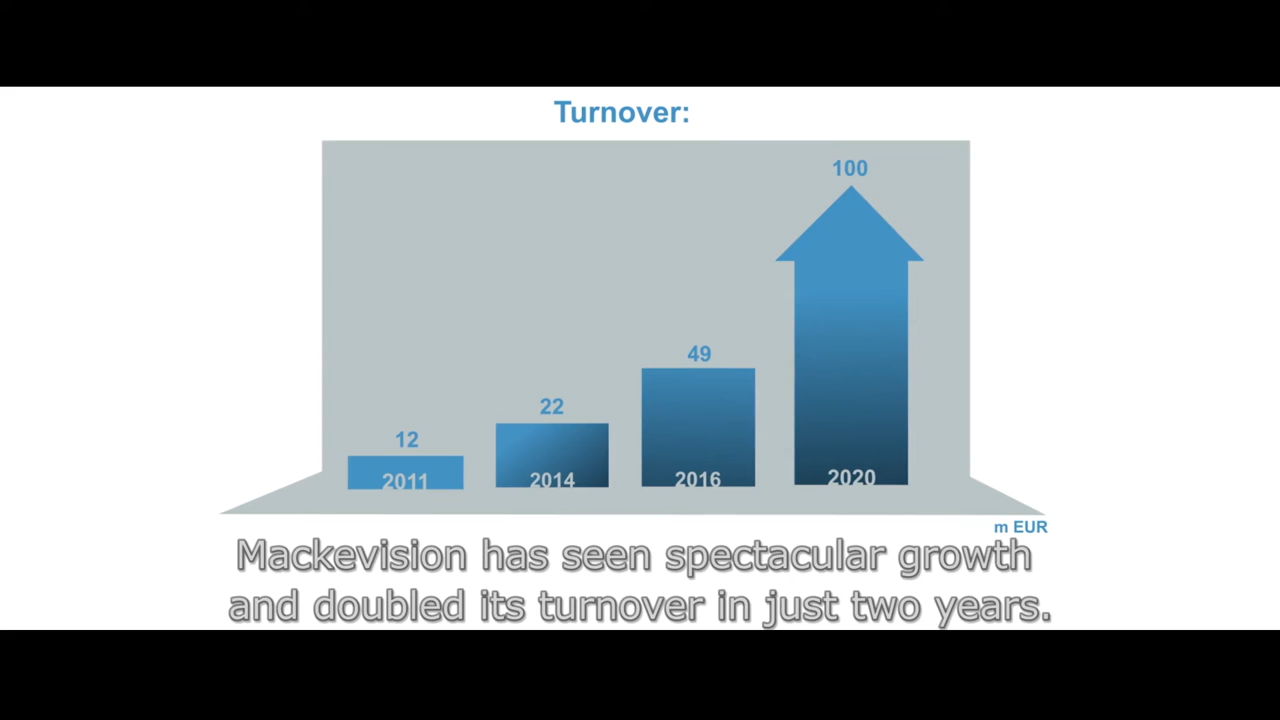 Turnover:
100
49
22
12
2011
2014
2016
2020
m EUR
Mackevision has seen spectacular growth
and doubled its turnover in just two years.